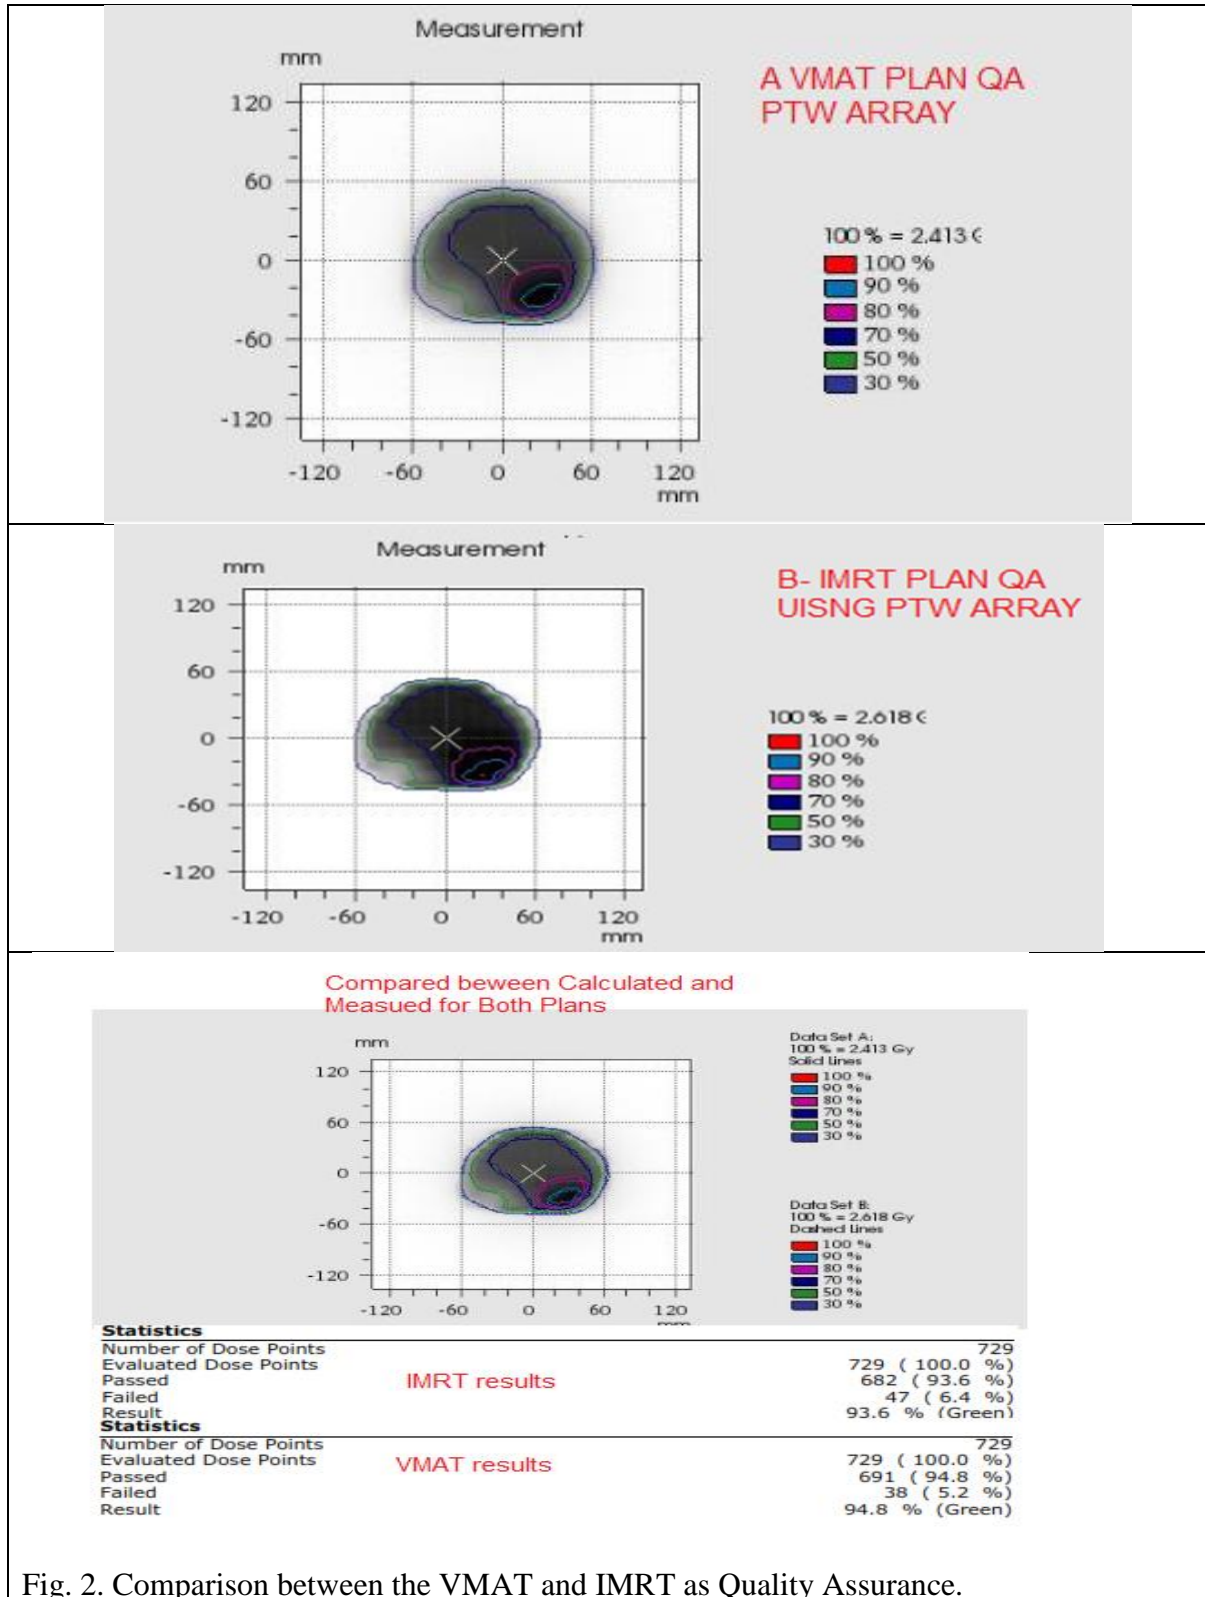 Measurement
mm
A VMAT PLAN QA
PTW ARRAY
120
60
0
-60
-120
-120 -60 0 60 120
mm
100 % = 2.413
100 %
90 %
80 %
70 %
50 %
30 %
Measurement
mm
B- IMRT PLAN QA
UISNG PTW ARRAY
120
60
0
-60
-120
-120 -60 0 60 120
mm
100 % = 2.618
100 %
90 %
80 %
70 %
50 %
30 %
Compared beween Calculated and
Measued for Both Plans
mm
120
60
0
-60
-120
-120 -60 0 60 120
Data Set A:
100 % = 2.413 Gy
Solid Lines
100 %
90 %
80 %
70 %
50 %
30 %
Data Set B:
100 % = 2.618 Gy
Dashed Lines
100 %
90 %
80 %
70 %
50 %
30 %
Statistics
Number of Dose Points 729
Evaluated Dose Points 729 ( 100.0 %)
Passed IMRT results 682 ( 93.6 %)
Failed 47 ( 6.4 %)
Result 93.6 % (Green)
Statistics
Number of Dose Points 729
Evaluated Dose Points VMAT results 729 ( 100.0 %)
Passed 691 ( 94.8 %)
Failed 38 ( 5.2 %)
Result 94.8 % (Green)
Fig. 2. Comparison between the VMAT and IMRT as Quality Assurance.